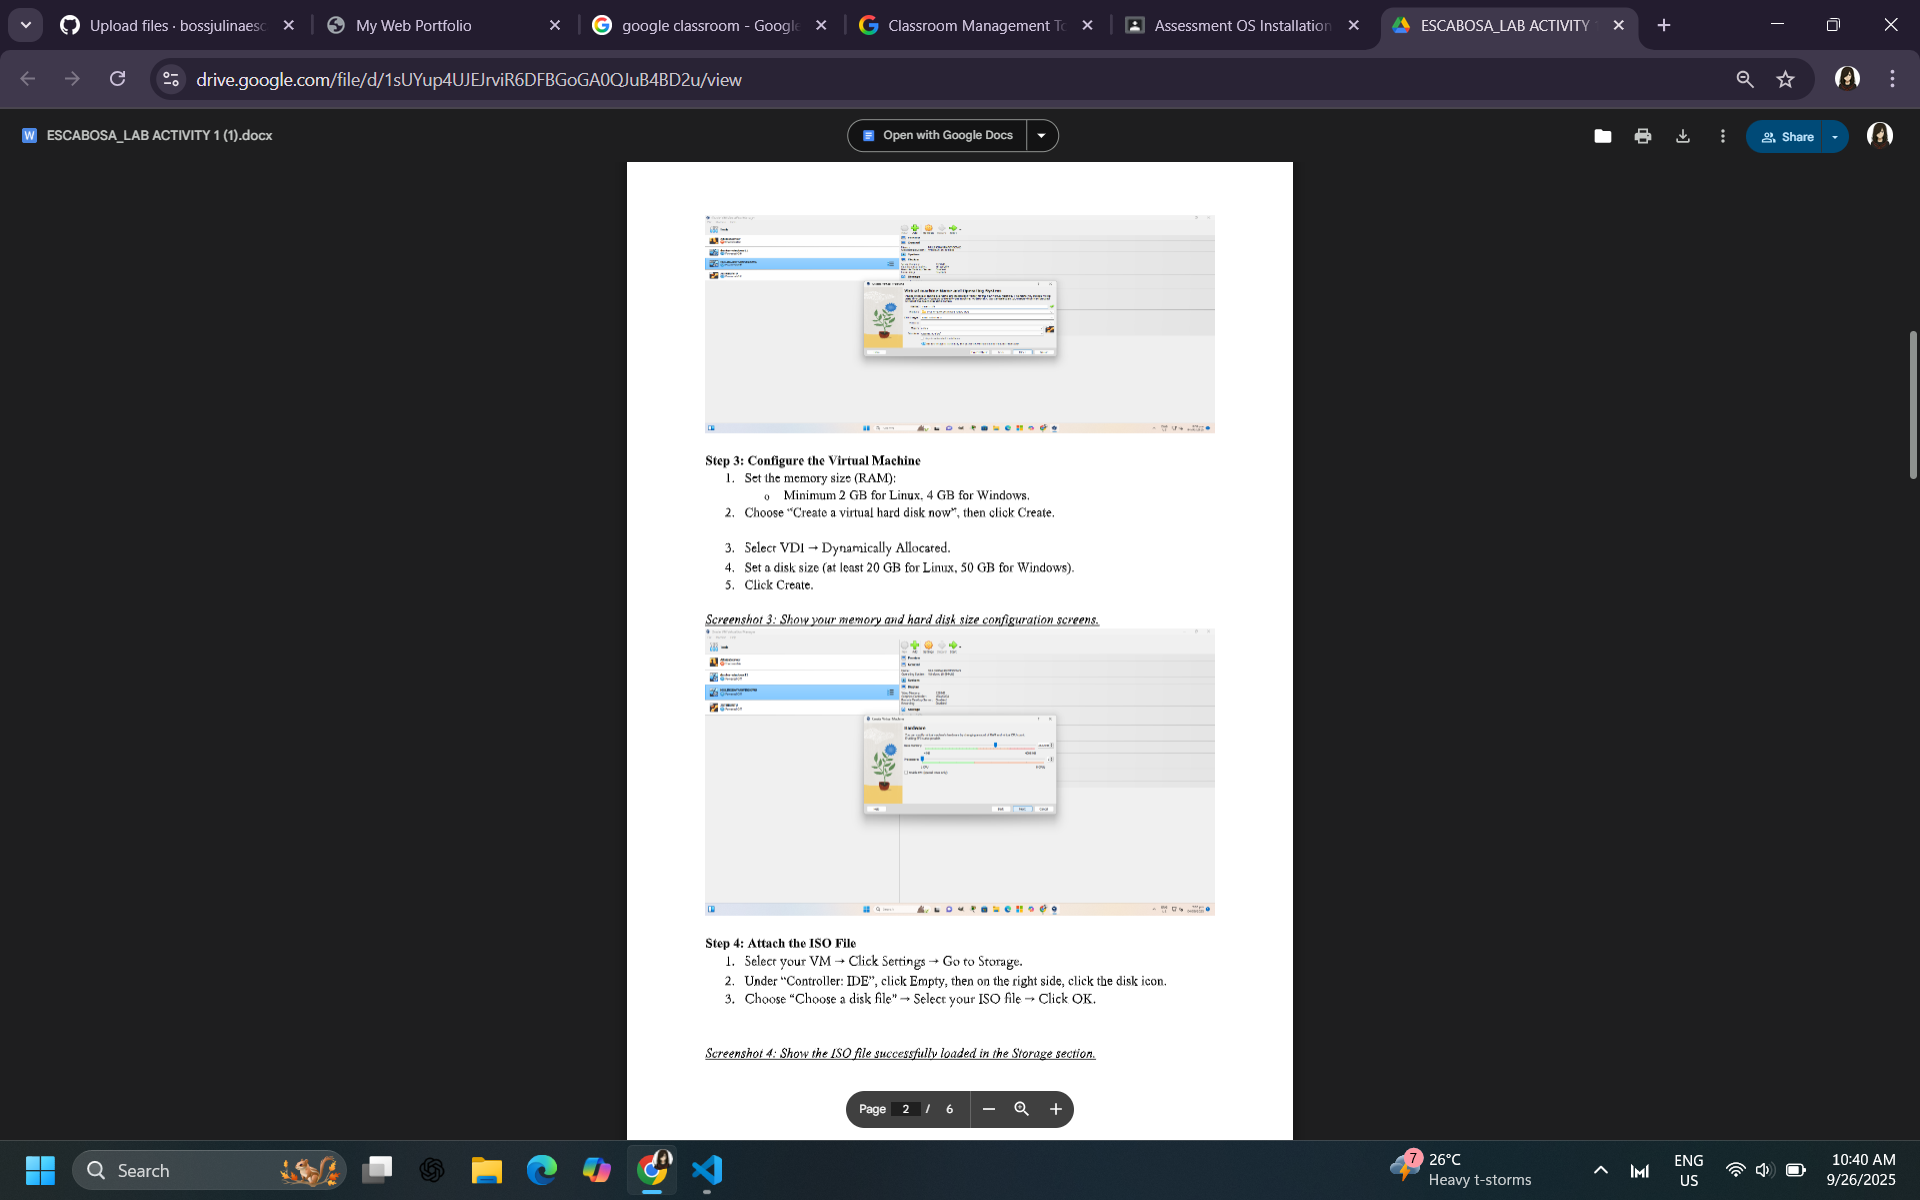 Upload files · bossjulinaesc
My Web Portfolio
google classroom - Google
Classroom Management To
Assessment OS Installation
ESCABOSA_LAB ACTIVITY
drive.google.com/file/d/1sUYup4UJEJrviR6DFBGoGA0QJuB4BD2u/view
W ESCABOSA_LAB ACTIVITY 1 (1).docx
Open with Google Docs
Share
Virtual machine Name and Operating System
Step 3: Configure the Virtual Machine
1. Set the memory size (RAM):
o Minimum 2 GB for Linux, 4 GB for Windows.
2. Choose “Create a virtual hard disk now”, then click Create.
3. Select VDI → Dynamically Allocated.
4. Set a disk size (at least 20 GB for Linux, 50 GB for Windows).
5. Click Create.
Screenshot 3: Show your memory and hard disk size configuration screens.
Hardware
Step 4: Attach the ISO File
1. Select your VM → Click Settings → Go to Storage.
2. Under “Controller: IDE”, click Empty, then on the right side, click the disk icon.
3. Choose “Choose a disk file” → Select your ISO file → Click OK.
Screenshot 4: Show the ISO file successfully loaded in the Storage section.
Page 2 / 6
Search
7
26°C
Heavy t-storms
ENG
US
10:40 AM
9/26/2025